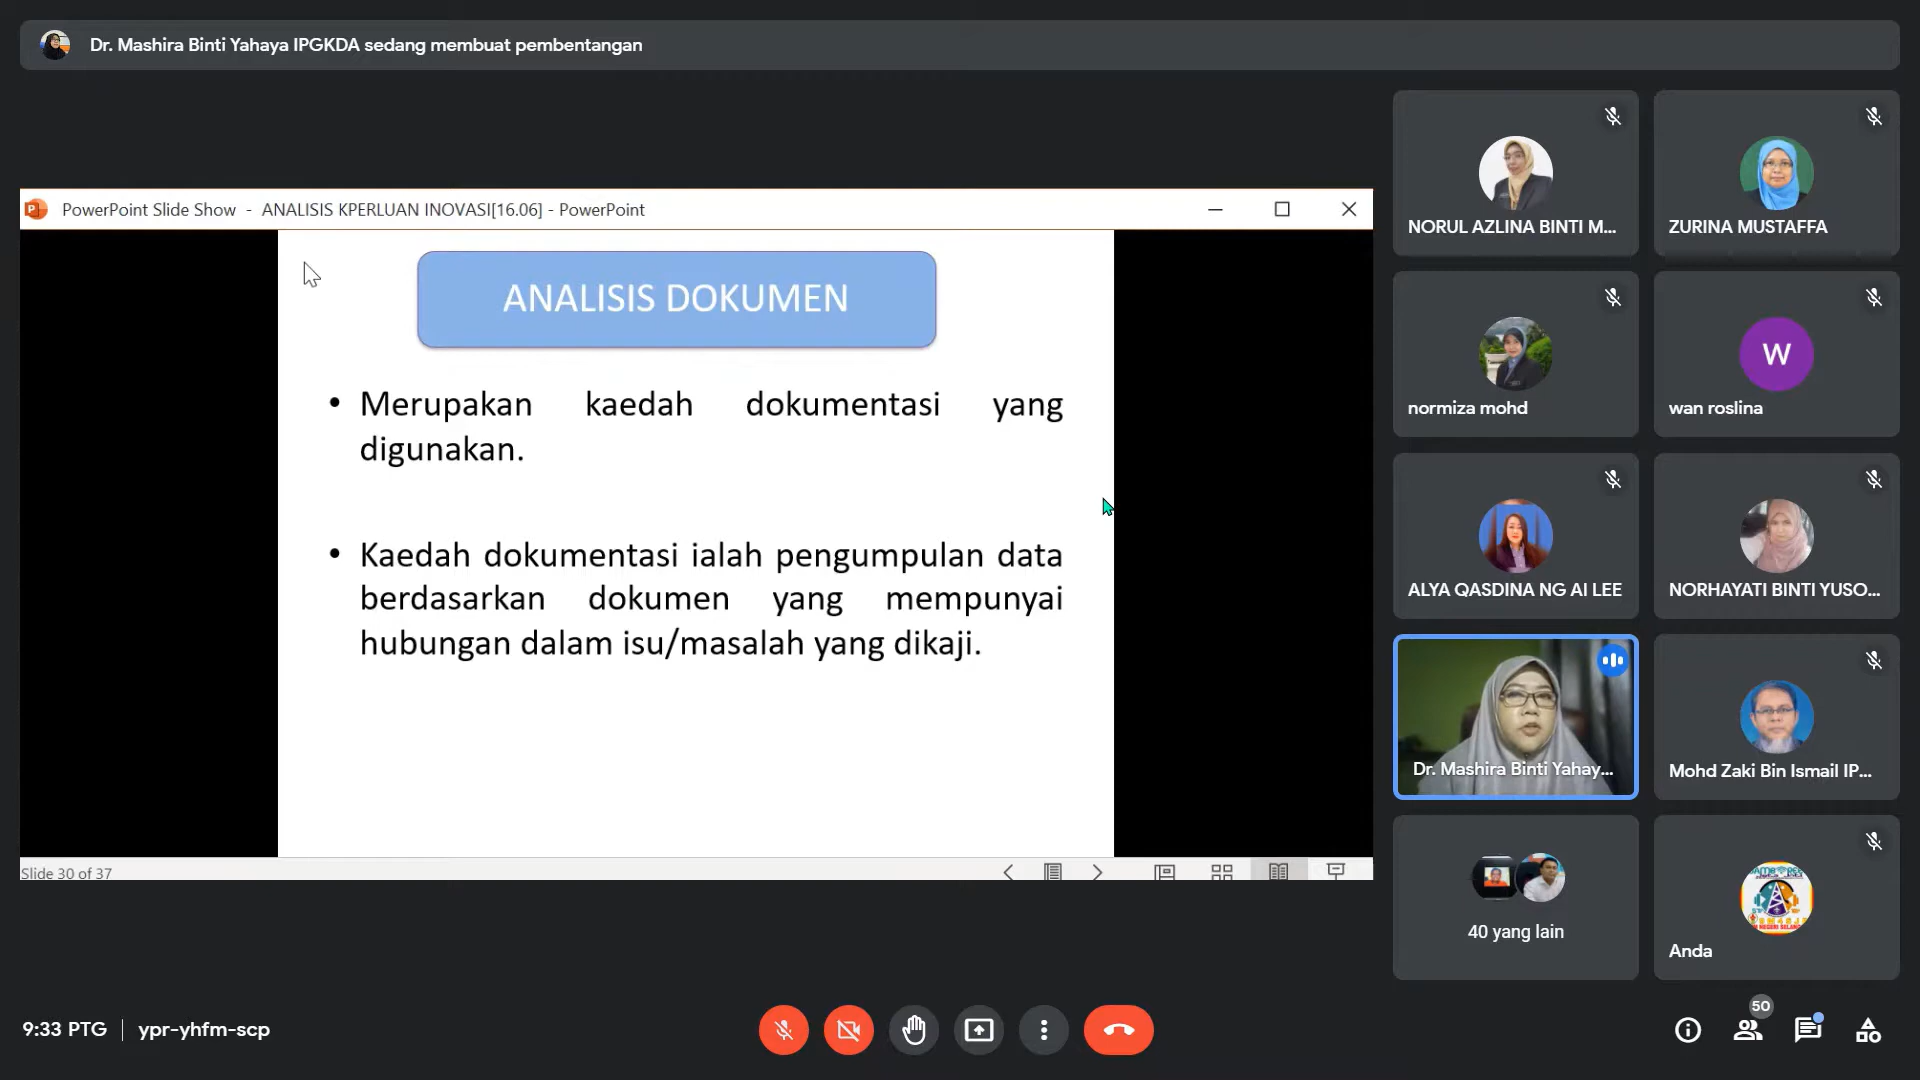 Dr. Mashira Binti Yahaya IPGKDA sedang membuat pembentangan
PowerPoint Slide Show - ANALISIS KPERLUAN INOVASI[16.06] - PowerPoint
ANALISIS DOKUMEN
• Merupakan kaedah dokumentasi yang
digunakan.
• Kaedah dokumentasi ialah pengumpulan data
berdasarkan dokumen yang mempunyai
hubungan dalam isu/masalah yang dikaji.
Slide 30 of 37
NORUL AZLINA BINTI M...
ZURINA MUSTAFFA
normiza mohd
W
wan roslina
ALYA QASDINA NG AI LEE
NORHAYATI BINTI YUSO...
Dr. Mashira Binti Yahay...
Mohd Zaki Bin Ismail IP...
40 yang lain
Anda
9:33 PTG
ypr-yhfm-scp
50